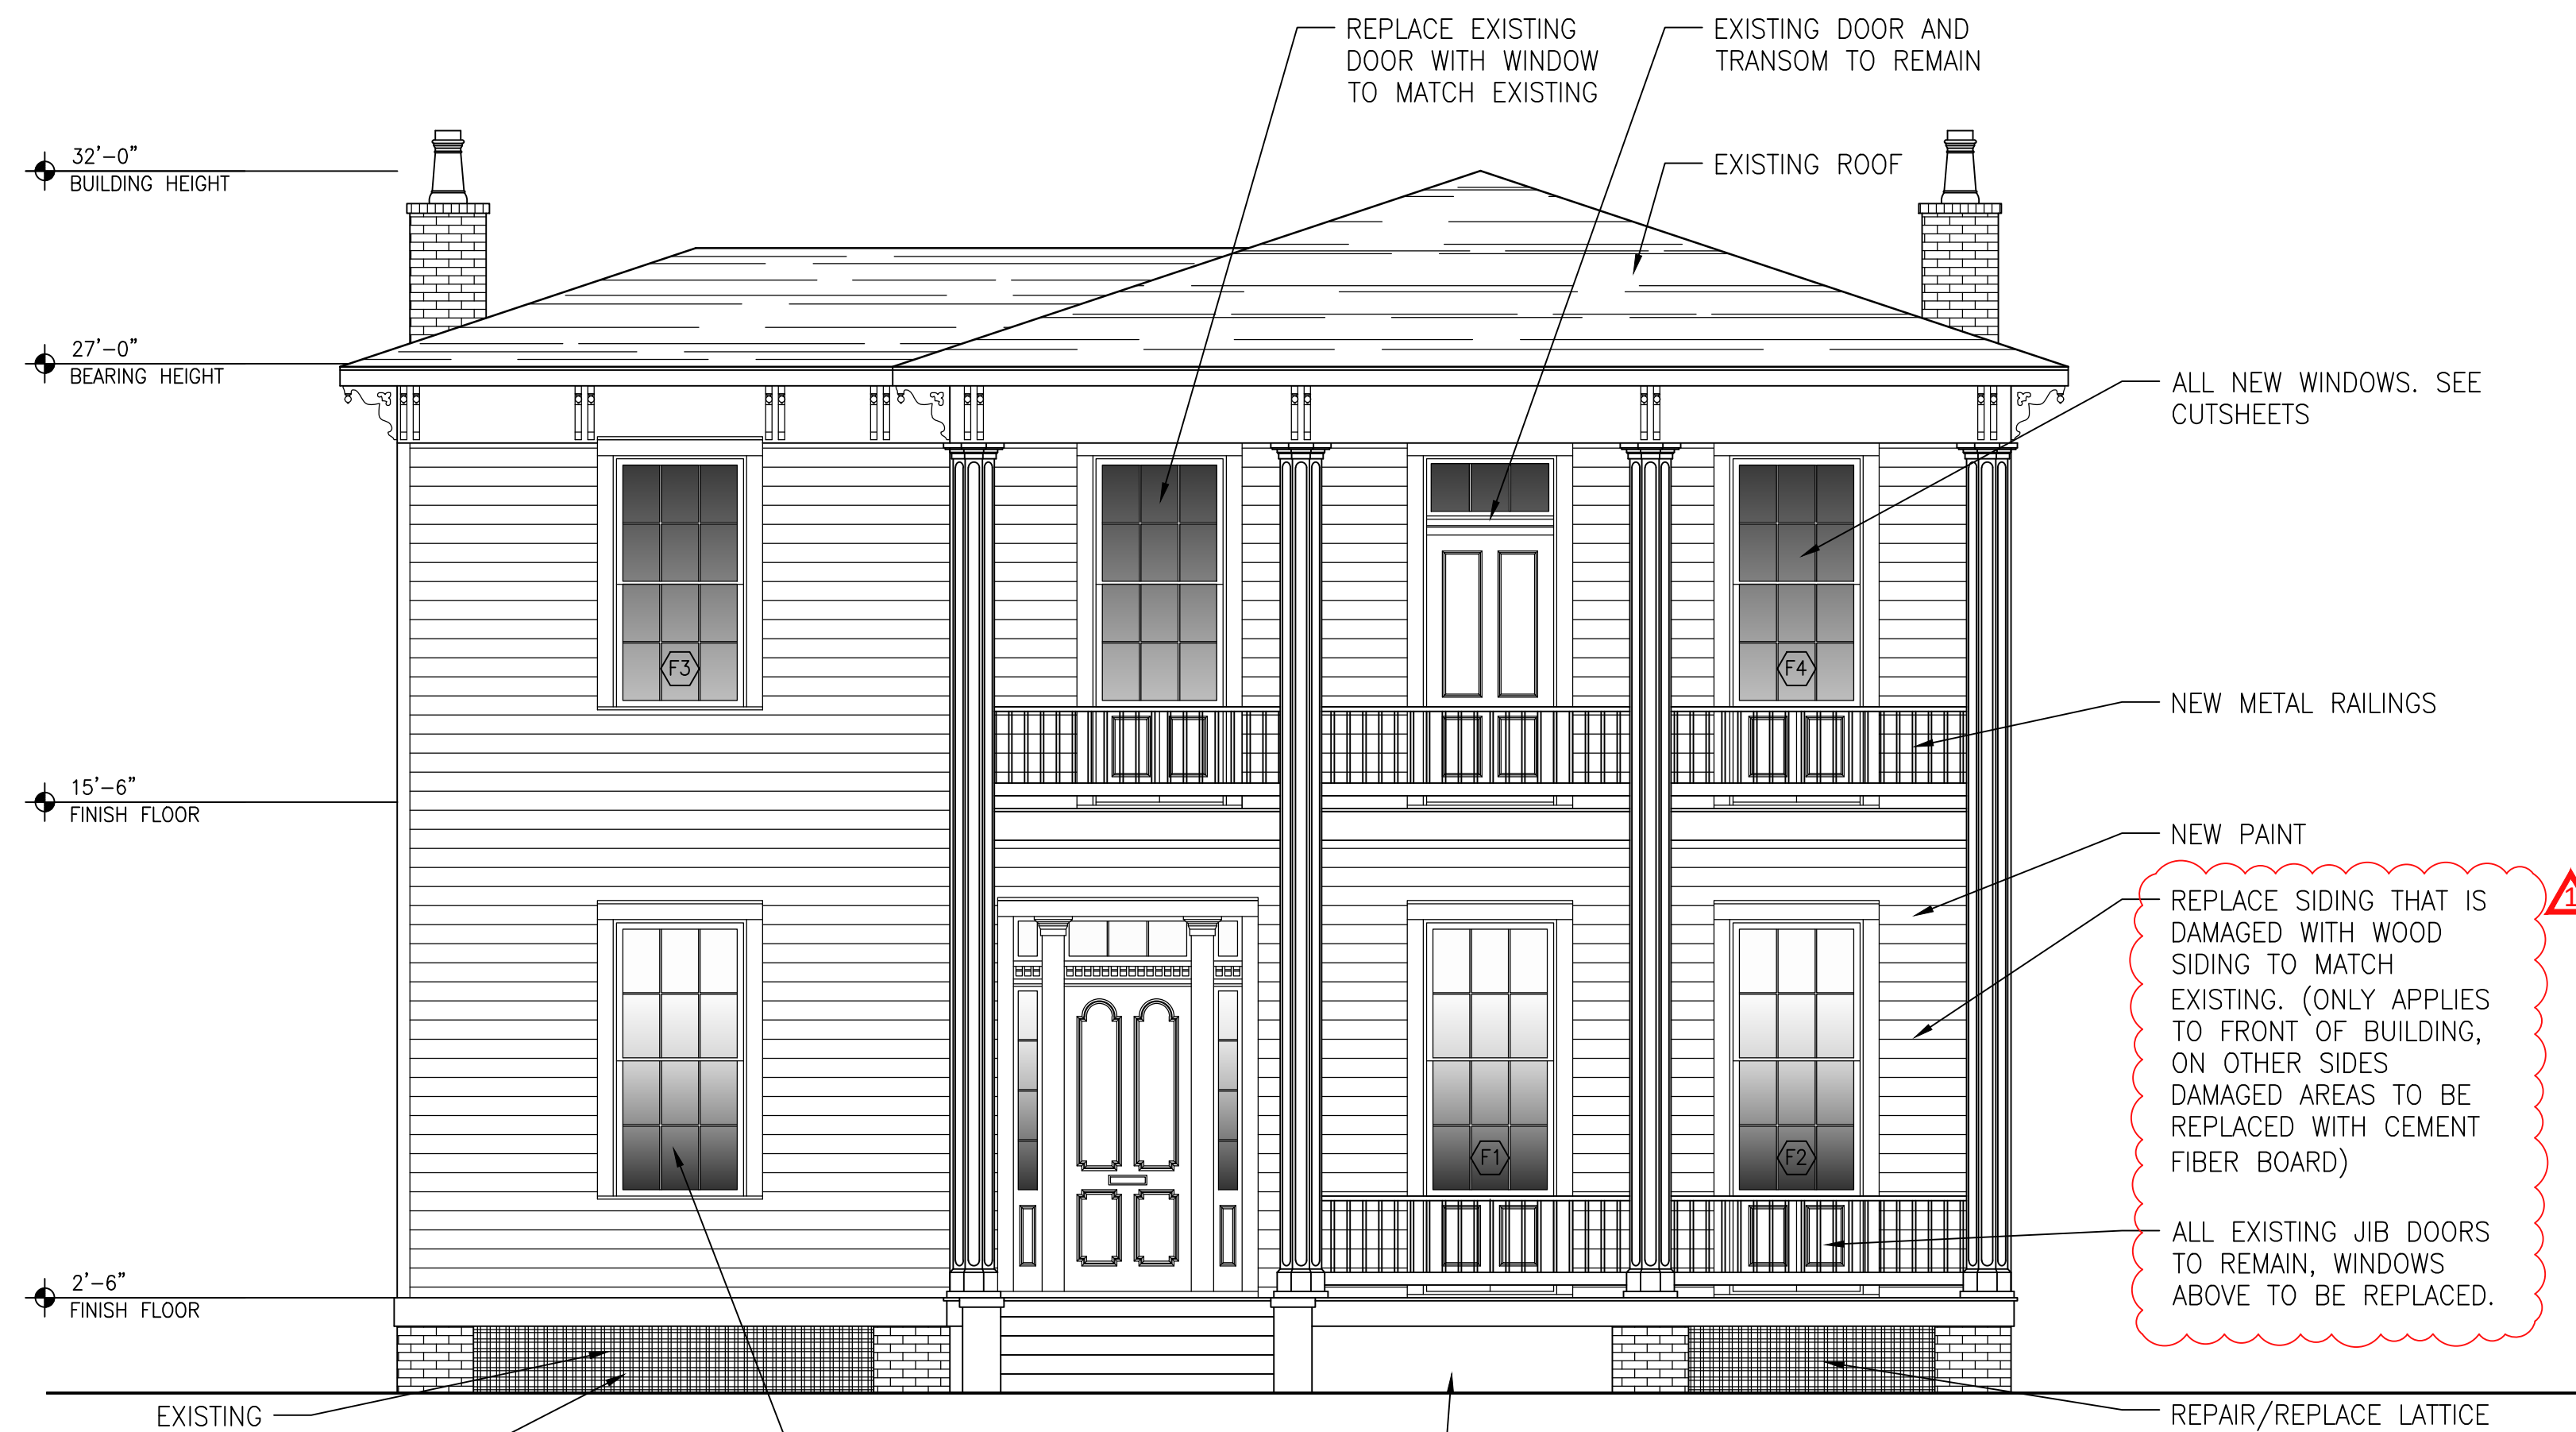 REPLACE EXISTING
DOOR WITH WINDOW
TO MATCH EXISTING
EXISTING DOOR AND
TRANSOM TO REMAIN
EXISTING ROOF
32'-0"
BUILDING HEIGHT
27'-0"
BEARING HEIGHT
ALL NEW WINDOWS. SEE
CUTSHEETS
F3
F4
NEW METAL RAILINGS
15'-6"
FINISH FLOOR
NEW PAINT
1
REPLACE SIDING THAT IS
DAMAGED WITH WOOD
SIDING TO MATCH
EXISTING. (ONLY APPLIES
TO FRONT OF BUILDING,
ON OTHER SIDES
DAMAGED AREAS TO BE
REPLACED WITH CEMENT
FIBER BOARD)
F1
F2
ALL EXISTING JIB DOORS
TO REMAIN, WINDOWS
ABOVE TO BE REPLACED.
2'-6"
FINISH FLOOR
EXISTING
REPAIR/REPLACE LATTICE